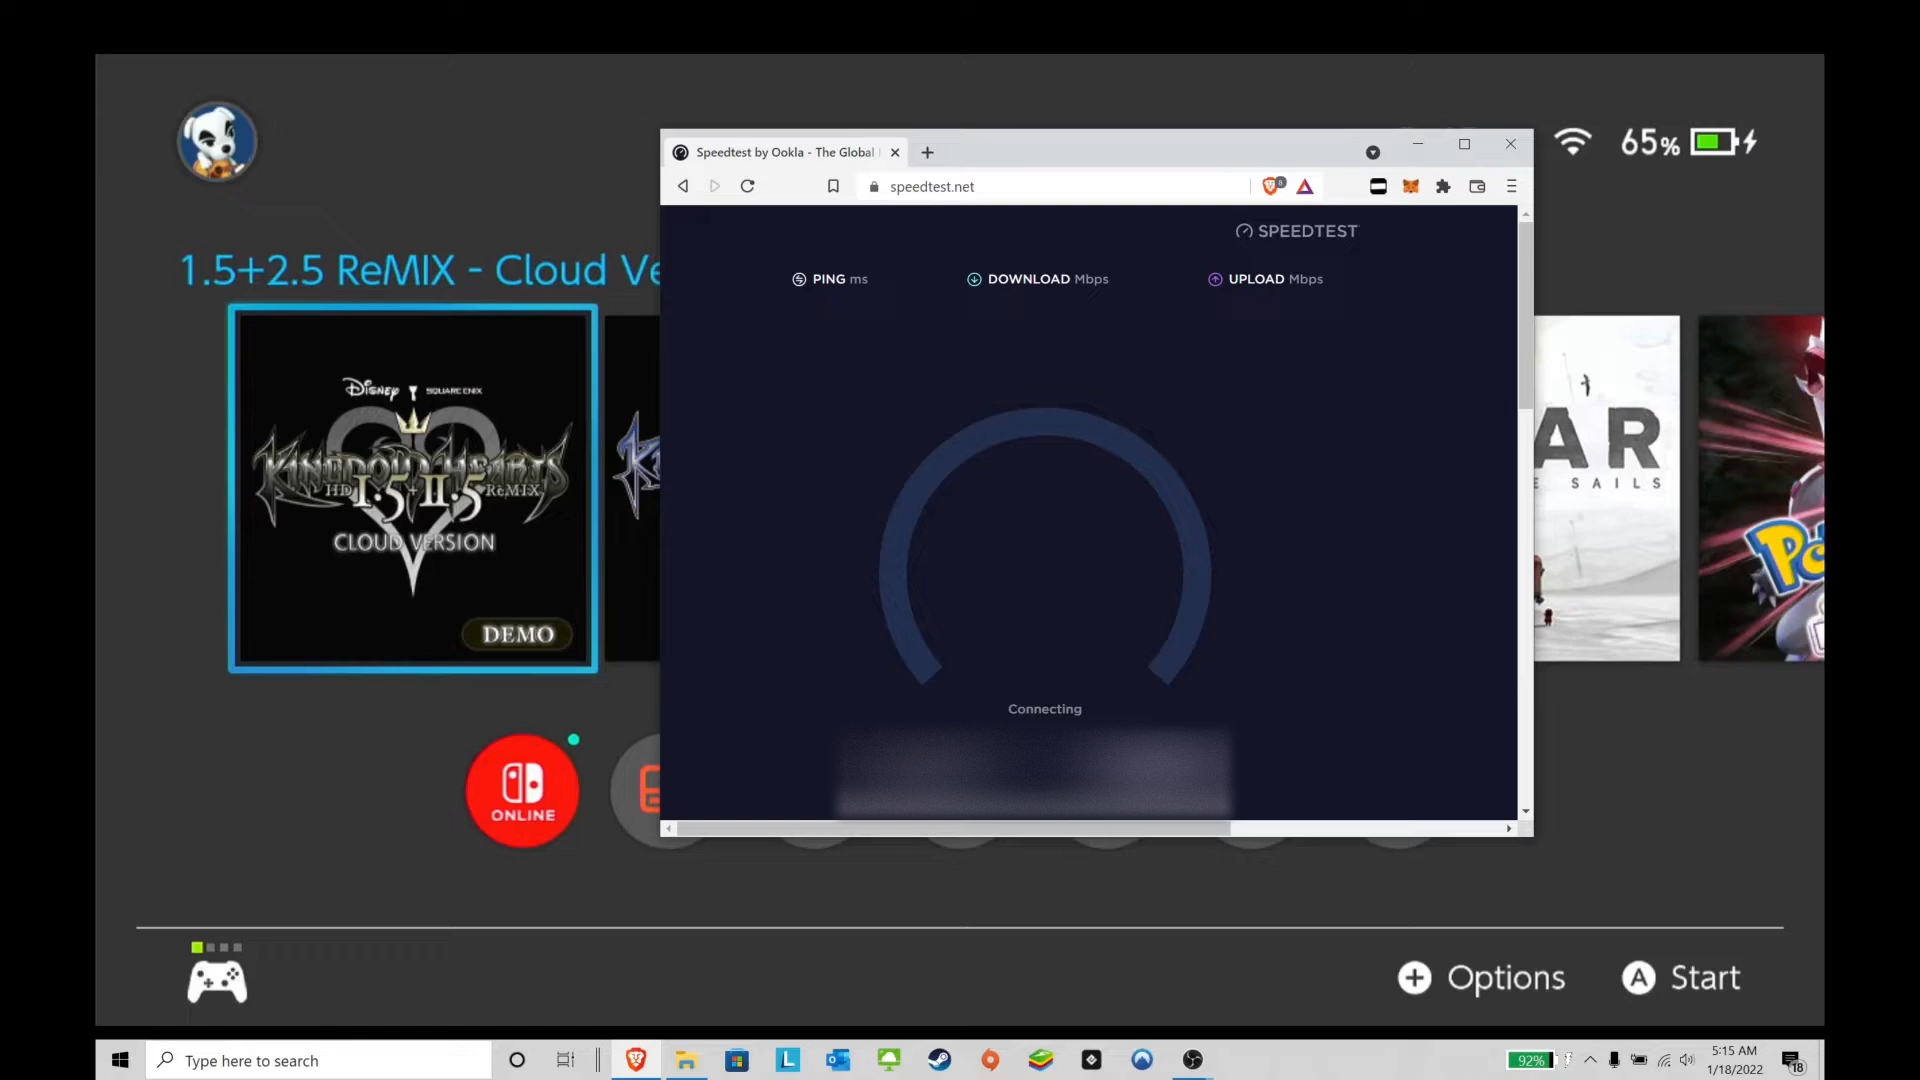 Speedtest by Ookla - The Global
65%
speedtest.net
8
SPEEDTEST
1.5+2.5 ReMIX - Cloud Ve
PING ms
DOWNLOAD Mbps
UPLOAD Mbps
Disney SQUARE ENIX
KINGDOM HEARTS
HD 1.5+II.5 ReMIX
CLOUD VERSION
DEMO
AR
E SAILS
Connecting
ONLINE
Options
A Start
Type here to search
92%
5:15 AM
1/18/2022
18